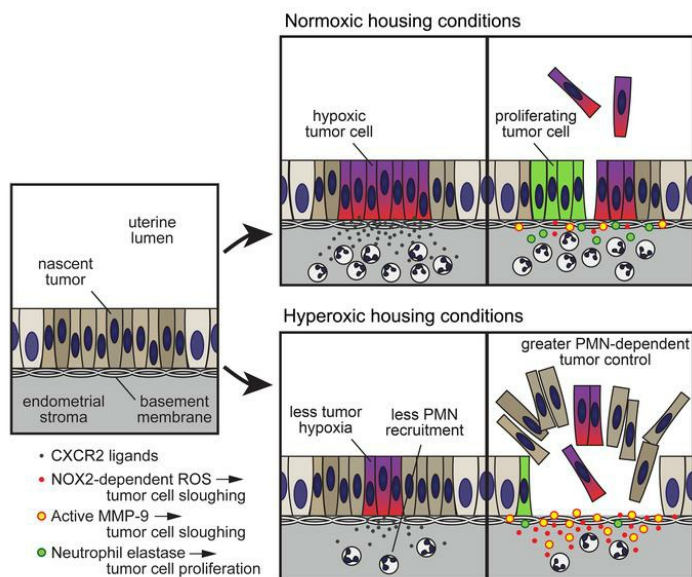 Normoxic housing conditions
hypoxic
tumor cell
proliferating
tumor cell
uterine
lumen
nascent
tumor
endometrial
stroma
basement
membrane
Hyperoxic housing conditions
less tumor
hypoxia
less PMN
recruitment
greater PMN-dependent
tumor control
CXCR2 ligands
NOX2-dependent ROS
tumor cell sloughing
Active MMP-9
tumor cell sloughing
Neutrophil elastase
tumor cell proliferation